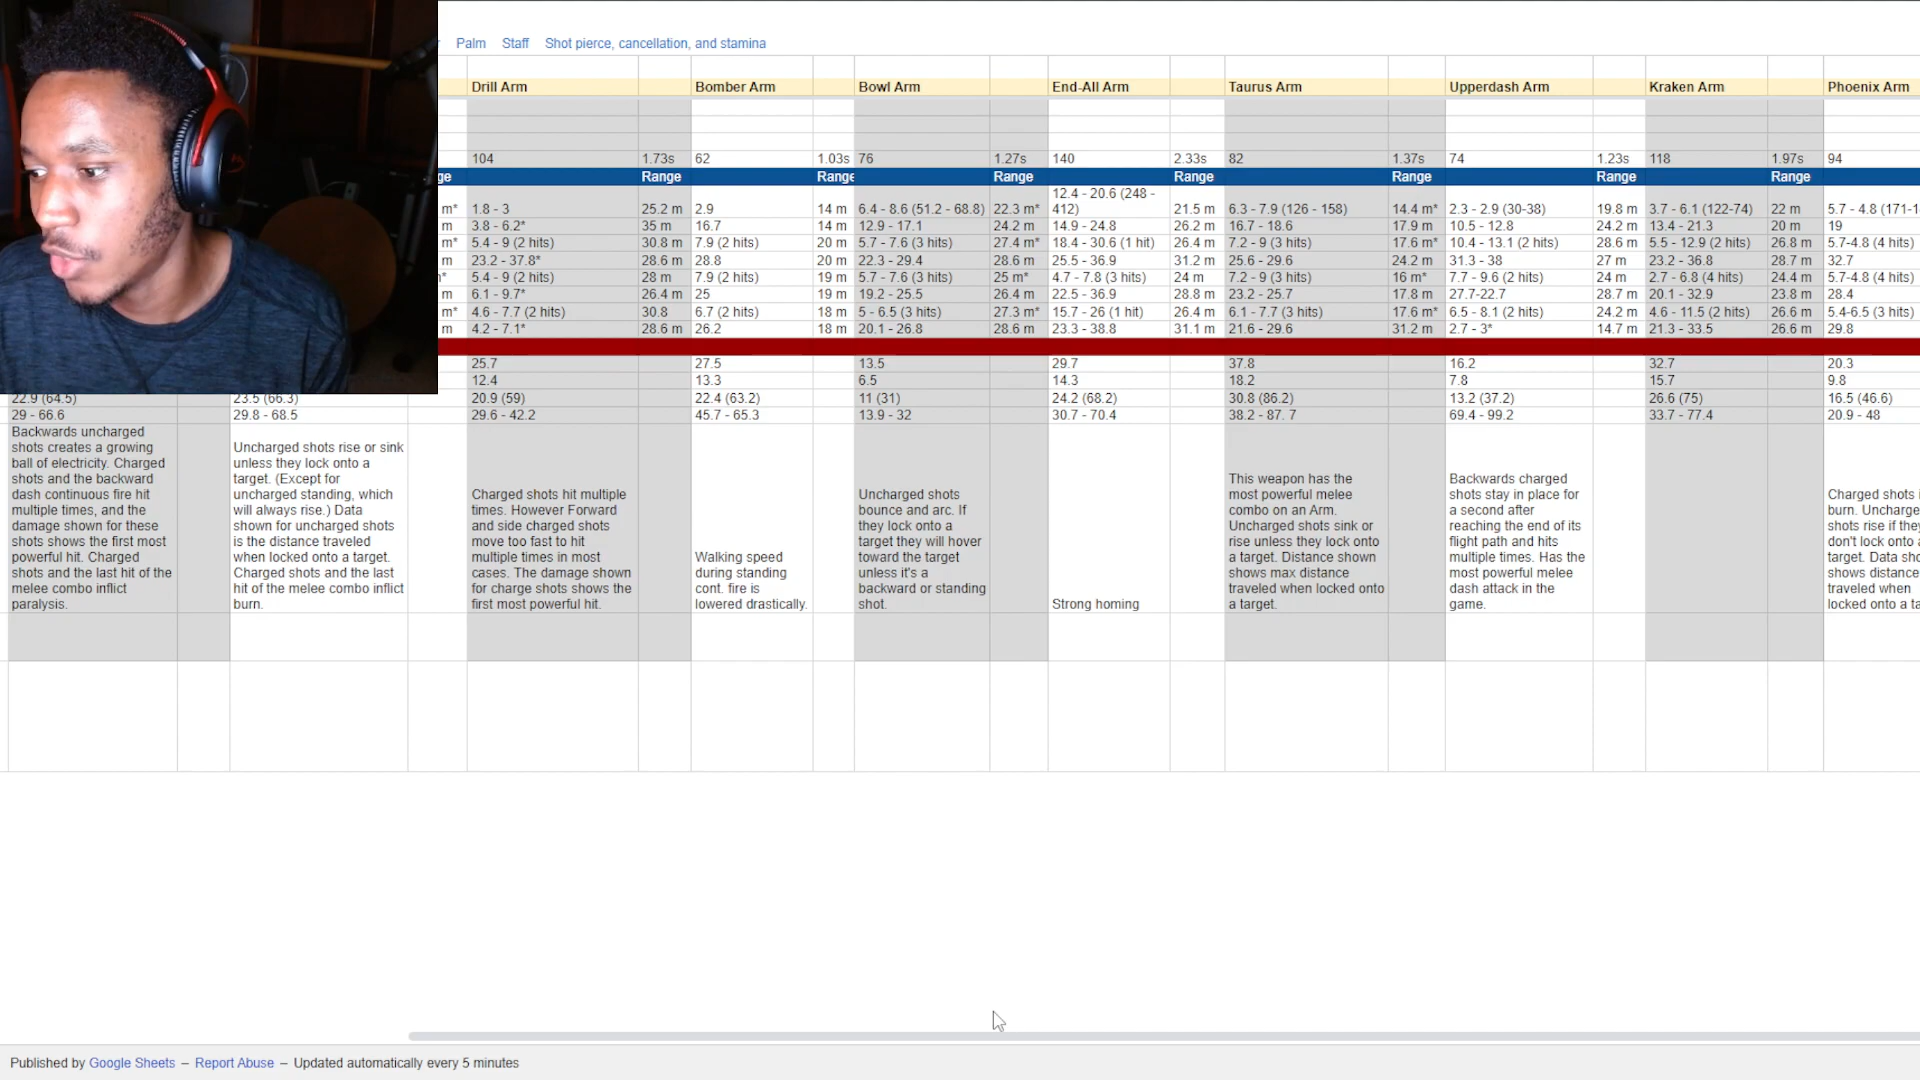 Palm Staff Shot pierce, cancellation, and stamina
Drill Arm Bomber Arm Bowl Arm End-All Arm Taurus Arm Upperdash Arm Kraken Arm Phoenix Arm
104 1.73s 62 1.03s 76 1.27s 140 2.33s 82 1.37s 74 1.23s 118 1.97s 94
ge Range Range Range Range Range Range Range
m* 1.8 - 3 25.2 m 2.9 14 m 6.4 - 8.6 (51.2 - 68.8) 22.3 m* 12.4 - 20.6 (248 - 412) 21.5 m 6.3 - 7.9 (126 - 158) 14.4 m* 2.3 - 2.9 (30-38) 19.8 m 3.7 - 6.1 (122-74) 22 m 5.7 - 4.8 (171-1
m 3.8 - 6.2* 35 m 16.7 14 m 12.9 - 17.1 24.2 m 14.9 - 24.8 26.2 m 16.7 - 18.6 17.9 m 10.5 - 12.8 24.2 m 13.4 - 21.3 20 m 19
m* 5.4 - 9 (2 hits) 30.8 m 7.9 (2 hits) 20 m 5.7 - 7.6 (3 hits) 27.4 m* 18.4 - 30.6 (1 hit) 26.4 m 7.2 - 9 (3 hits) 17.6 m* 10.4 - 13.1 (2 hits) 28.6 m 5.5 - 12.9 (2 hits) 26.8 m 5.7-4.8 (4 hits)
m 23.2 - 37.8* 28.6 m 28.8 20 m 22.3 - 29.4 28.6 m 25.5 - 36.9 31.2 m 25.6 - 29.6 24.2 m 31.3 - 38 27 m 23.2 - 36.8 28.7 m 32.7
* 5.4 - 9 (2 hits) 28 m 7.9 (2 hits) 19 m 5.7 - 7.6 (3 hits) 25 m* 4.7 - 7.8 (3 hits) 24 m 7.2 - 9 (3 hits) 16 m* 7.7 - 9.6 (2 hits) 24 m 2.7 - 6.8 (4 hits) 24.4 m 5.7-4.8 (4 hits)
m 6.1 - 9.7* 26.4 m 25 19 m 19.2 - 25.5 26.4 m 22.5 - 36.9 28.8 m 23.2 - 25.7 17.8 m 27.7-22.7 28.7 m 20.1 - 32.9 23.8 m 28.4
m* 4.6 - 7.7 (2 hits) 30.8 6.7 (2 hits) 18 m 5 - 6.5 (3 hits) 27.3 m* 15.7 - 26 (1 hit) 26.4 m 6.1 - 7.7 (3 hits) 17.6 m* 6.5 - 8.1 (2 hits) 24.2 m 4.6 - 11.5 (2 hits) 26.6 m 5.4-6.5 (3 hits)
m 4.2 - 7.1* 28.6 m 26.2 18 m 20.1 - 26.8 28.6 m 23.3 - 38.8 31.1 m 21.6 - 29.6 31.2 m 2.7 - 3* 14.7 m 21.3 - 33.5 26.6 m 29.8
25.7 27.5 13.5 29.7 37.8 16.2 32.7 20.3
12.4 13.3 6.5 14.3 18.2 7.8 15.7 9.8
22.9 (64.5) 23.5 (66.3) 20.9 (59) 22.4 (63.2) 11 (31) 24.2 (68.2) 30.8 (86.2) 13.2 (37.2) 26.6 (75) 16.5 (46.6)
29 - 66.6 29.8 - 68.5 29.6 - 42.2 45.7 - 65.3 13.9 - 32 30.7 - 70.4 38.2 - 87. 7 69.4 - 99.2 33.7 - 77.4 20.9 - 48
Backwards uncharged
shots creates a growing
ball of electricity. Charged
shots and the backward
dash continuous fire hit
multiple times, and the
damage shown for these
shots shows the first most
powerful hit. Charged
shots and the last hit of the
melee combo inflict
paralysis.
Uncharged shots rise or sink
unless they lock onto a
target. (Except for
uncharged standing, which
will always rise.) Data
shown for uncharged shots
is the distance traveled
when locked onto a target.
Charged shots and the last
hit of the melee combo inflict
burn.
Charged shots hit multiple
times. However Forward
and side charged shots
move too fast to hit
multiple times in most
cases. The damage shown
for charge shots shows the
first most powerful hit.
Walking speed
during standing
cont. fire is
lowered drastically.
Uncharged shots
bounce and arc. If
they lock onto a
target they will hover
toward the target
unless it's a
backward or standing
shot.
Strong homing
This weapon has the
most powerful melee
combo on an Arm.
Uncharged shots sink or
rise unless they lock onto
a target. Distance shown
shows max distance
traveled when locked onto
a target.
Backwards charged
shots stay in place for
a second after
reaching the end of its
flight path and hits
multiple times. Has the
most powerful melee
dash attack in the
game.
Charged shots i
burn. Uncharge
shots rise if they
don't lock onto a
target. Data sho
shows distance
traveled when
locked onto a ta
Published by Google Sheets – Report Abuse – Updated automatically every 5 minutes